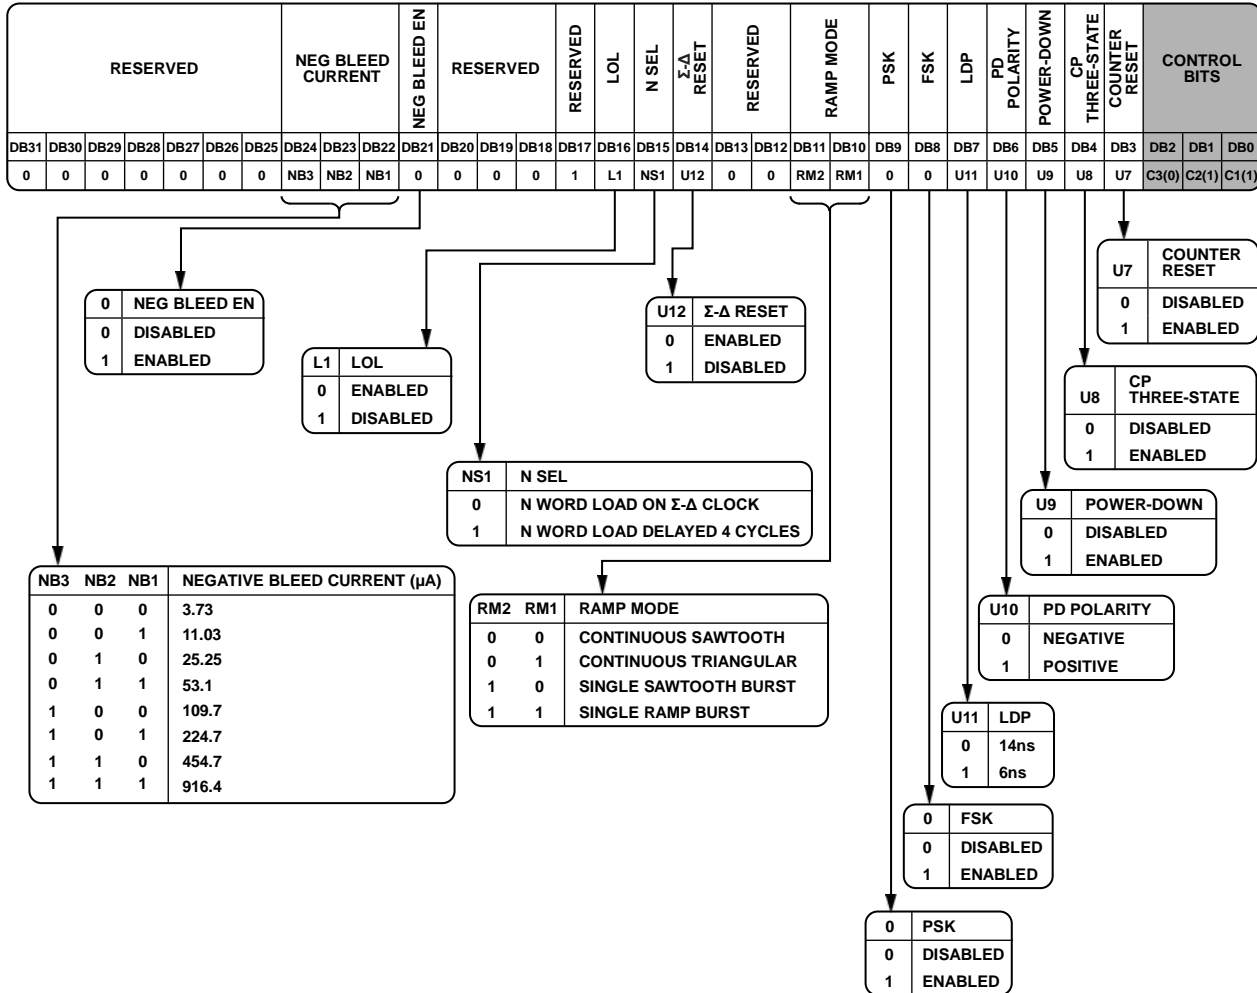 RESERVED
NEG BLEED CURRENT
NEG BLEED EN
RESERVED
RESERVED
LOL
N SEL
Σ-Δ RESET
RESERVED
RAMP MODE
PSK
FSK
LDP
PD POLARITY
POWER-DOWN
CP THREE-STATE
COUNTER RESET
CONTROL BITS
DB31 DB30 DB29 DB28 DB27 DB26 DB25 DB24 DB23 DB22 DB21 DB20 DB19 DB18 DB17 DB16 DB15 DB14 DB13 DB12 DB11 DB10 DB9 DB8 DB7 DB6 DB5 DB4 DB3 DB2 DB1 DB0
0 0 0 0 0 0 0 NB3 NB2 NB1 0 0 0 0 1 L1 NS1 U12 0 0 RM2 RM1 0 0 U11 U10 U9 U8 U7 C3(0) C2(1) C1(1)
U7 COUNTER RESET
0 DISABLED
1 ENABLED
0 NEG BLEED EN
0 DISABLED
1 ENABLED
U12 Σ-Δ RESET
0 ENABLED
1 DISABLED
L1 LOL
0 ENABLED
1 DISABLED
U8 CP THREE-STATE
0 DISABLED
1 ENABLED
NS1 N SEL
0 N WORD LOAD ON Σ-Δ CLOCK
1 N WORD LOAD DELAYED 4 CYCLES
U9 POWER-DOWN
0 DISABLED
1 ENABLED
NB3 NB2 NB1 NEGATIVE BLEED CURRENT (µA)
0 0 0 3.73
0 0 1 11.03
0 1 0 25.25
0 1 1 53.1
1 0 0 109.7
1 0 1 224.7
1 1 0 454.7
1 1 1 916.4
RM2 RM1 RAMP MODE
0 0 CONTINUOUS SAWTOOTH
0 1 CONTINUOUS TRIANGULAR
1 0 SINGLE SAWTOOTH BURST
1 1 SINGLE RAMP BURST
U10 PD POLARITY
0 NEGATIVE
1 POSITIVE
U11 LDP
0 14ns
1 6ns
0 FSK
0 DISABLED
1 ENABLED
0 PSK
0 DISABLED
1 ENABLED